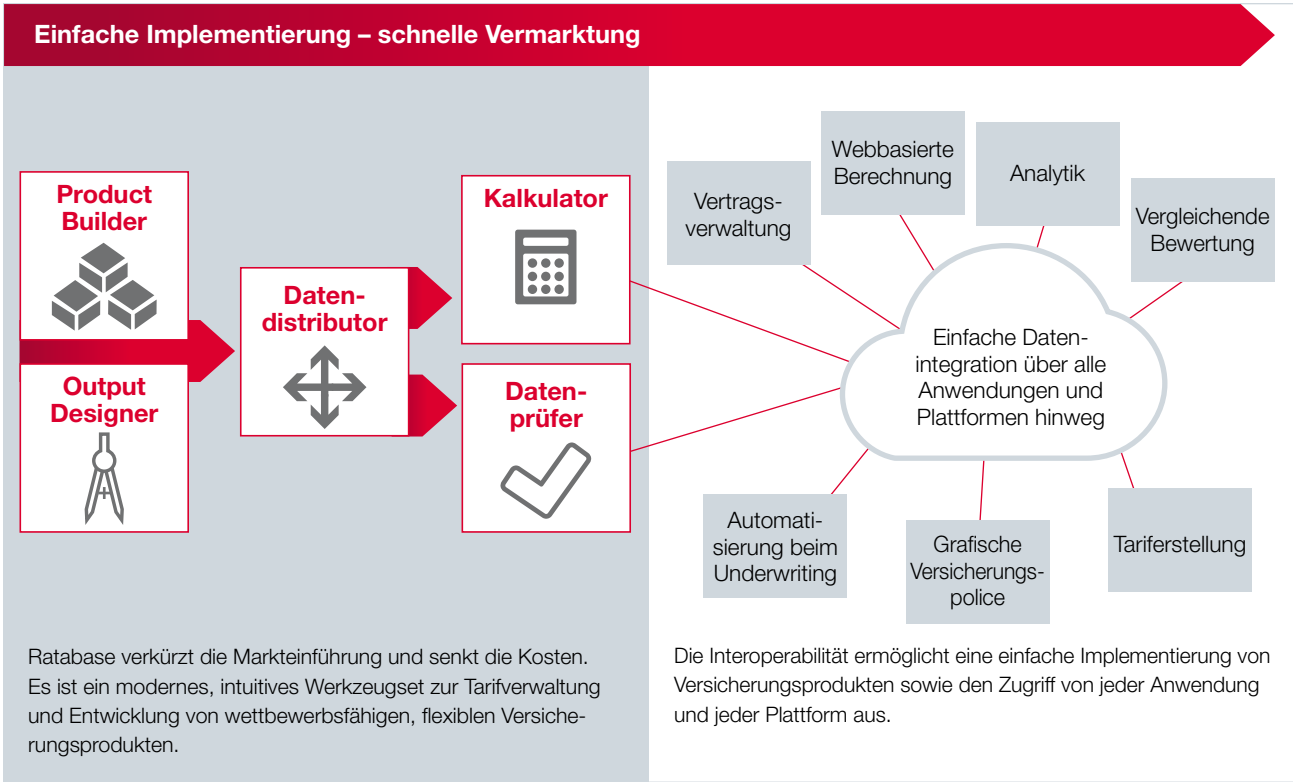 Einfache Implementierung – schnelle Vermarktung
Product
Builder
Output
Designer
Daten-
distributor
Kalkulator
Daten-
prüfer
Vertrags-
verwaltung
Webbasierte
Berechnung
Analytik
Vergleichende
Bewertung
Einfache Daten-
integration über alle
Anwendungen und
Plattformen hinweg
Automati-
sierung beim
Underwriting
Grafische
Versicherungs-
police
Tariferstellung
Ratabase verkürzt die Markteinführung und senkt die Kosten.
Es ist ein modernes, intuitives Werkzeugset zur Tarifverwaltung
und Entwicklung von wettbewerbsfähigen, flexiblen Versiche-
rungsprodukten.
Die Interoperabilität ermöglicht eine einfache Implementierung von
Versicherungsprodukten sowie den Zugriff von jeder Anwendung
und jeder Plattform aus.